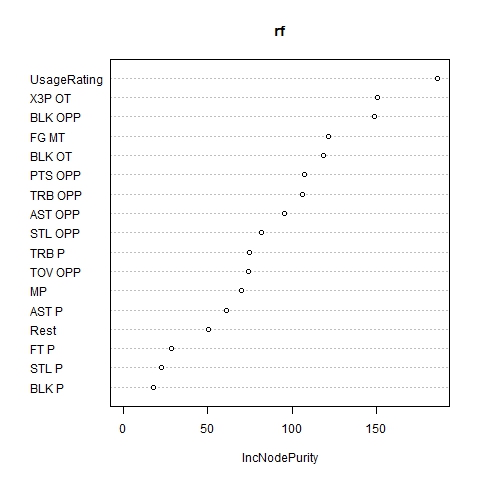 rf
UsageRating
X3P OT
BLK OPP
FG MT
BLK OT
PTS OPP
TRB OPP
AST OPP
STL OPP
TRB P
TOV OPP
MP
AST P
Rest
FT P
STL P
BLK P
0 50 100 150
IncNodePurity